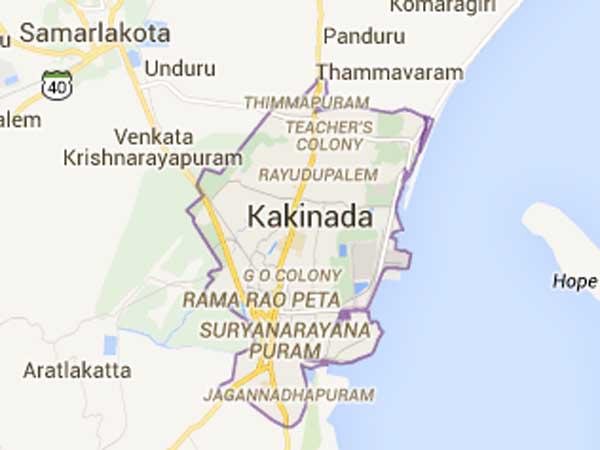 Komaragiri
Samarlakota
Panduru
Unduru
Thammavaram
40
THIMMAPURAM
alem
TEACHER'S
COLONY
Venkata
Krishnarayapuram
RAYUDUPALEM
Kakinada
G O COLONY
Hope
RAMA RAO PETA
SURYANARAYANA
PURAM
Aratlakatta
JAGANNADHAPURAM